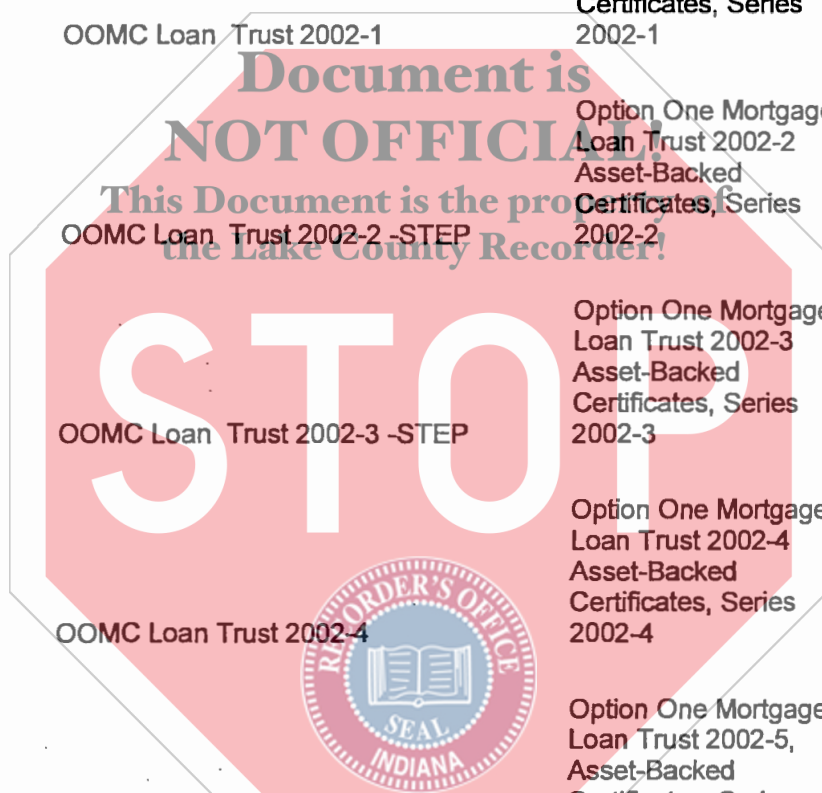 Certificates, Series
OOMC Loan Trust 2002-1 2002-1
Document is
NOT OFFICIAL!
This Document is the property of
the Lake County Recorder!
Option One Mortgage
Loan Trust 2002-2
Asset-Backed
Certificates, Series
OOMC Loan Trust 2002-2 -STEP 2002-2
Option One Mortgage
Loan Trust 2002-3
Asset-Backed
Certificates, Series
OOMC Loan Trust 2002-3 -STEP 2002-3
STOP
Option One Mortgage
Loan Trust 2002-4
Asset-Backed
Certificates, Series
OOMC Loan Trust 2002-4 2002-4
RECORDER'S OFFICE
SEAL
INDIANA
Option One Mortgage
Loan Trust 2002-5,
Asset-Backed